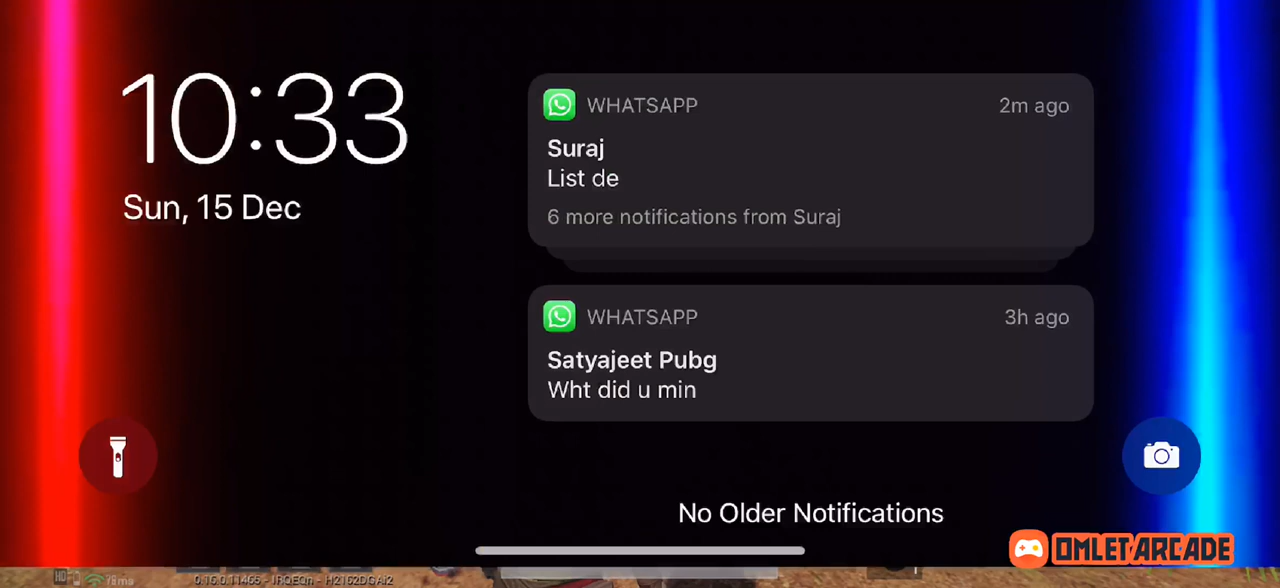 10:33
Sun, 15 Dec
WHATSAPP 2m ago
Suraj
List de
6 more notifications from Suraj
WHATSAPP 3h ago
Satyajeet Pubg
Wht did u min
No Older Notifications
OMLET ARCADE